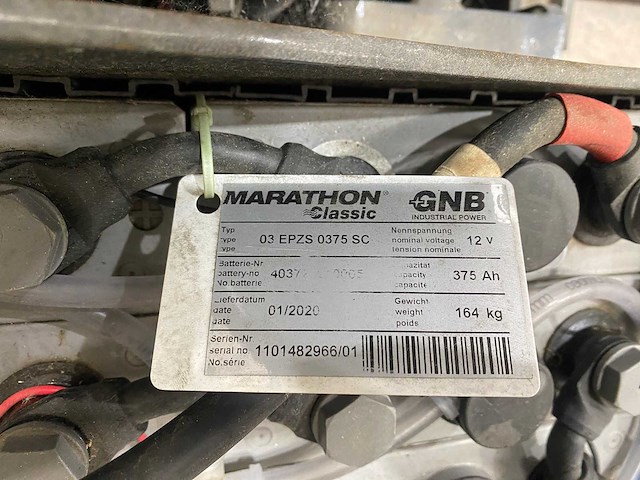 MARATHON® GNB
Classic INDUSTRIAL POWER
Typ Nennspannung
type 03 EPZS 0375 SC nominal voltage 12 V
type tension nominale
Batterie-Nr
battery-no capacity 375 Ah
No.batterie capacité
Lieferdatum Gewicht
date 01/2020 weight 164 kg
date poids
Serien-Nr
serial no 1101482966/01
No.série